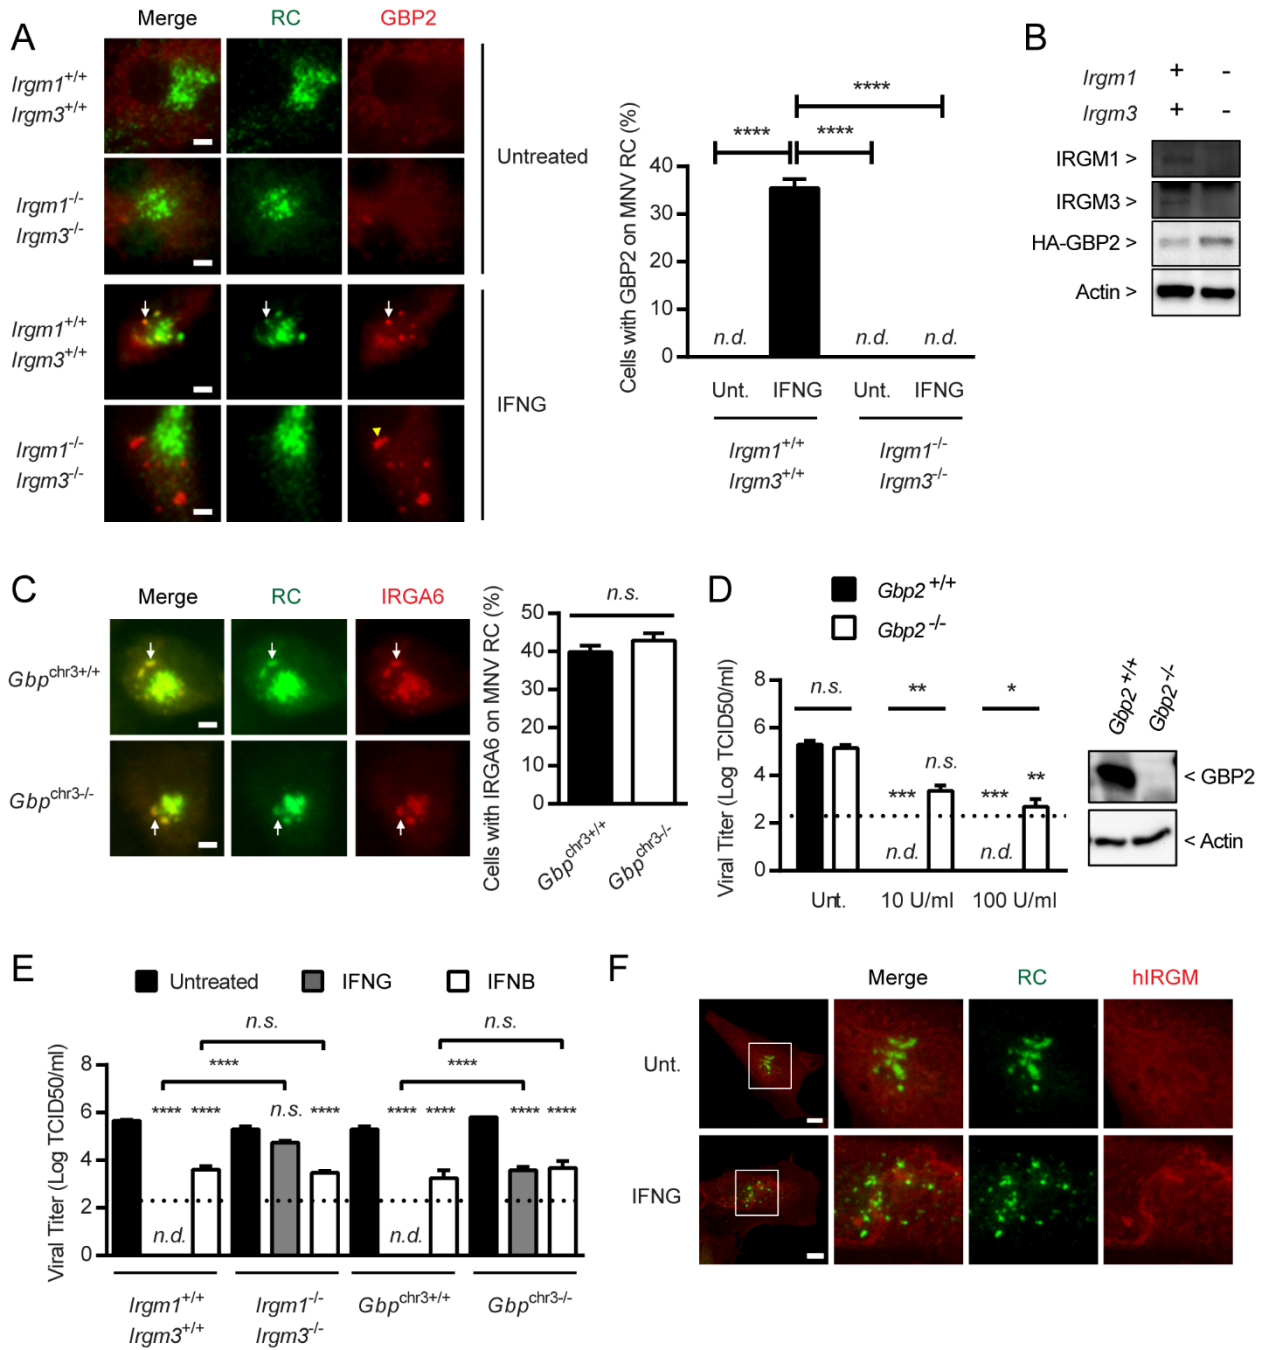 A
Merge RC GBP2
Irgm1+/+
Irgm3+/+
Irgm1-/-
Irgm3-/-
Untreated
Irgm1+/+
Irgm3+/+
Irgm1-/-
Irgm3-/-
IFNG
Cells with GBP2 on MNV RC (%)
40
30
20
10
0
****
**** ****
n.d. n.d. n.d.
Unt. IFNG Unt. IFNG
Irgm1+/+ Irgm1-/-
Irgm3+/+ Irgm3-/-
B
Irgm1 + -
Irgm3 + -
IRGM1 >
IRGM3 >
HA-GBP2 >
Actin >
C
Merge RC IRGA6
Gbpchr3+/+
Gbpchr3-/-
Cells with IRGA6 on MNV RC (%)
50
40
30
20
10
0
n.s.
Gbpchr3+/+ Gbpchr3-/-
D
Gbp2 +/+
Gbp2 -/-
Viral Titer (Log TCID50/ml)
8
6
4
2
0
n.s. ** *
n.s.
*** *** **
n.d. n.d.
Unt. 10 U/ml 100 U/ml
Gbp2 +/+ Gbp2 -/-
< GBP2
< Actin
E
Untreated IFNG IFNB
Viral Titer (Log TCID50/ml)
8
6
4
2
0
n.s. n.s.
**** ****
**** **** n.s. **** **** **** **** ****
n.d. n.d.
Irgm1+/+ Irgm1-/- Gbpchr3+/+ Gbpchr3-/-
Irgm3+/+ Irgm3-/-
F
Merge RC hIRGM
Unt.
IFNG